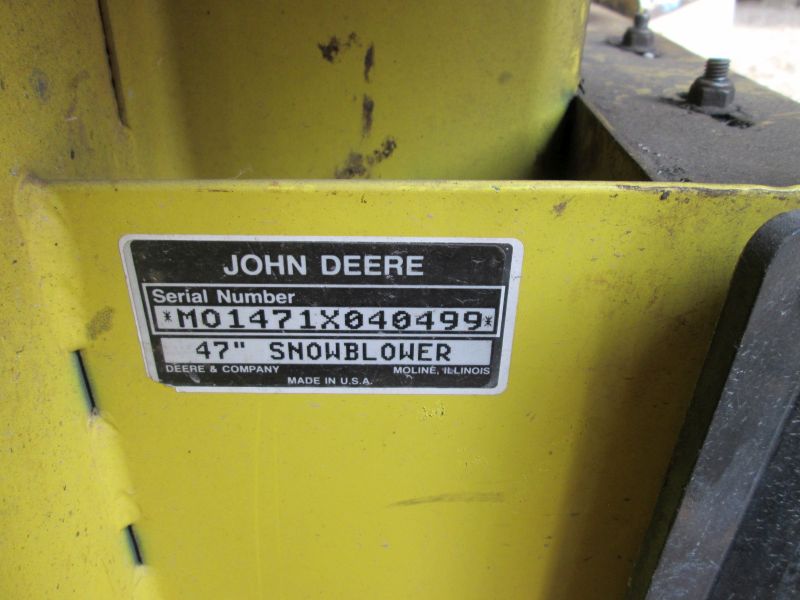 JOHN DEERE
Serial Number
*M01471X040499*
47" SNOWBLOWER
DEERE & COMPANY MOLINE, ILLINOIS
MADE IN U.S.A.